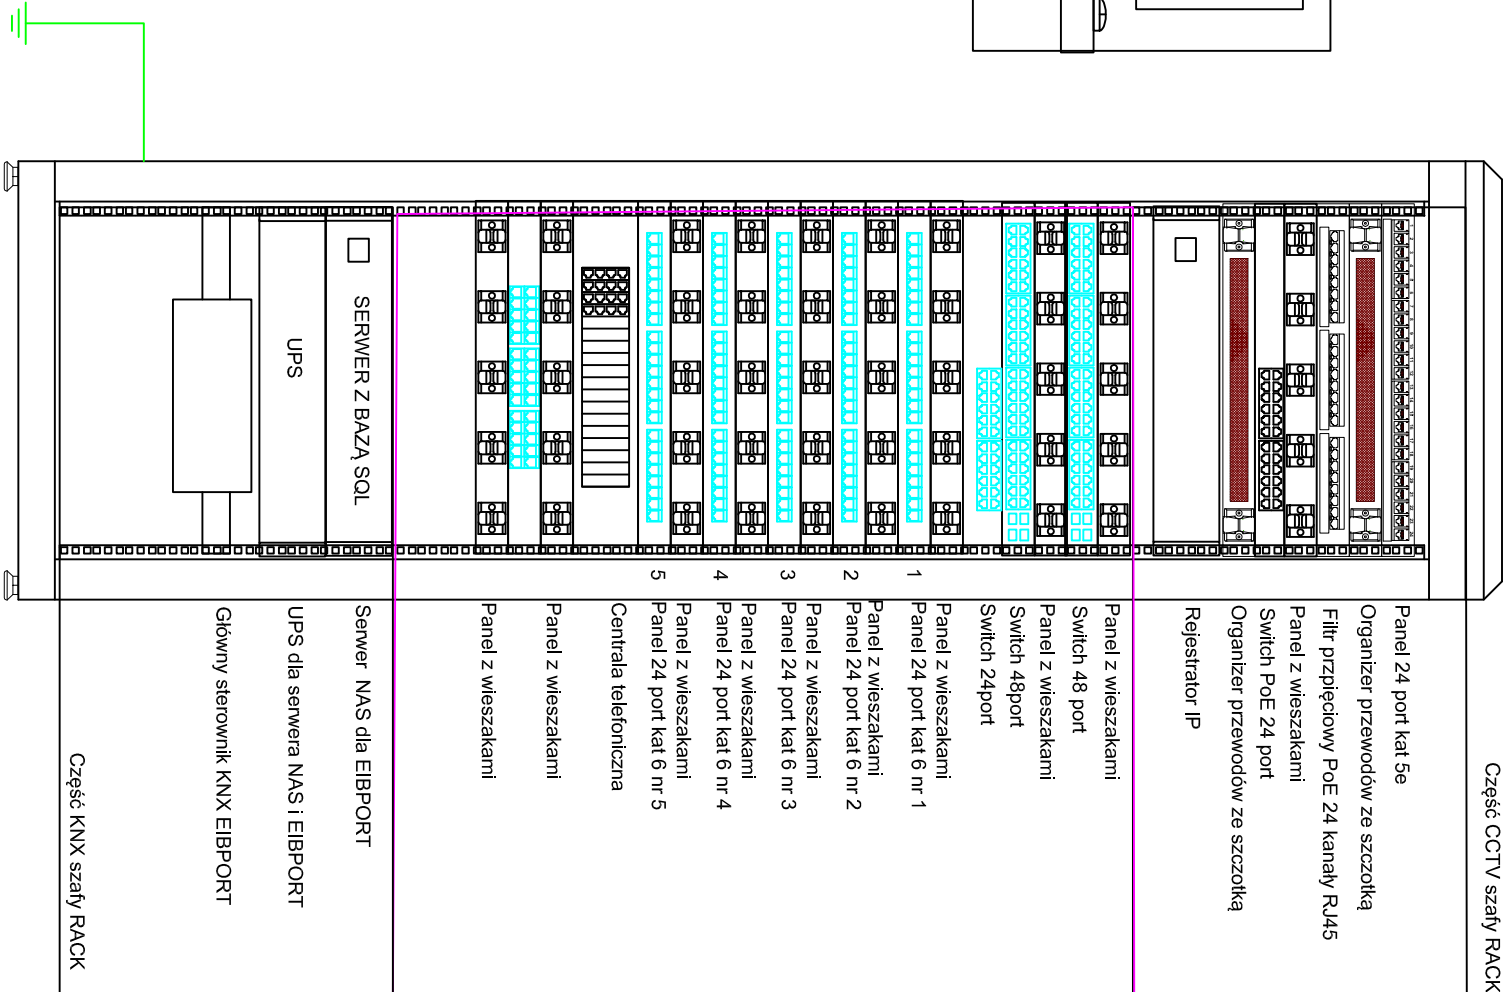 Część CCTV szafy RACK
Panel 24 port kat 5e
Organizer przewodów ze szczotką
Filtr przpięciowy PoE 24 kanały RJ45
Panel z wieszakami
Switch PoE 24 port
Organizer przewodów ze szczotką
Rejestrator IP
Panel z wieszakami
Switch 48 port
Panel z wieszakami
Switch 48port
Switch 24port
Panel z wieszakami
1 Panel 24 port kat 6 nr 1
Panel z wieszakami
2 Panel 24 port kat 6 nr 2
Panel z wieszakami
3 Panel 24 port kat 6 nr 3
Panel z wieszakami
4 Panel 24 port kat 6 nr 4
Panel z wieszakami
5 Panel 24 port kat 6 nr 5
Centrala telefoniczna
Panel z wieszakami
Panel z wieszakami
SERWER Z BAZĄ SQL
Serwer NAS dla EIBPORT
UPS
UPS dla serwera NAS i EIBPORT
Główny sterownik KNX EIBPORT
Część KNX szafy RACK